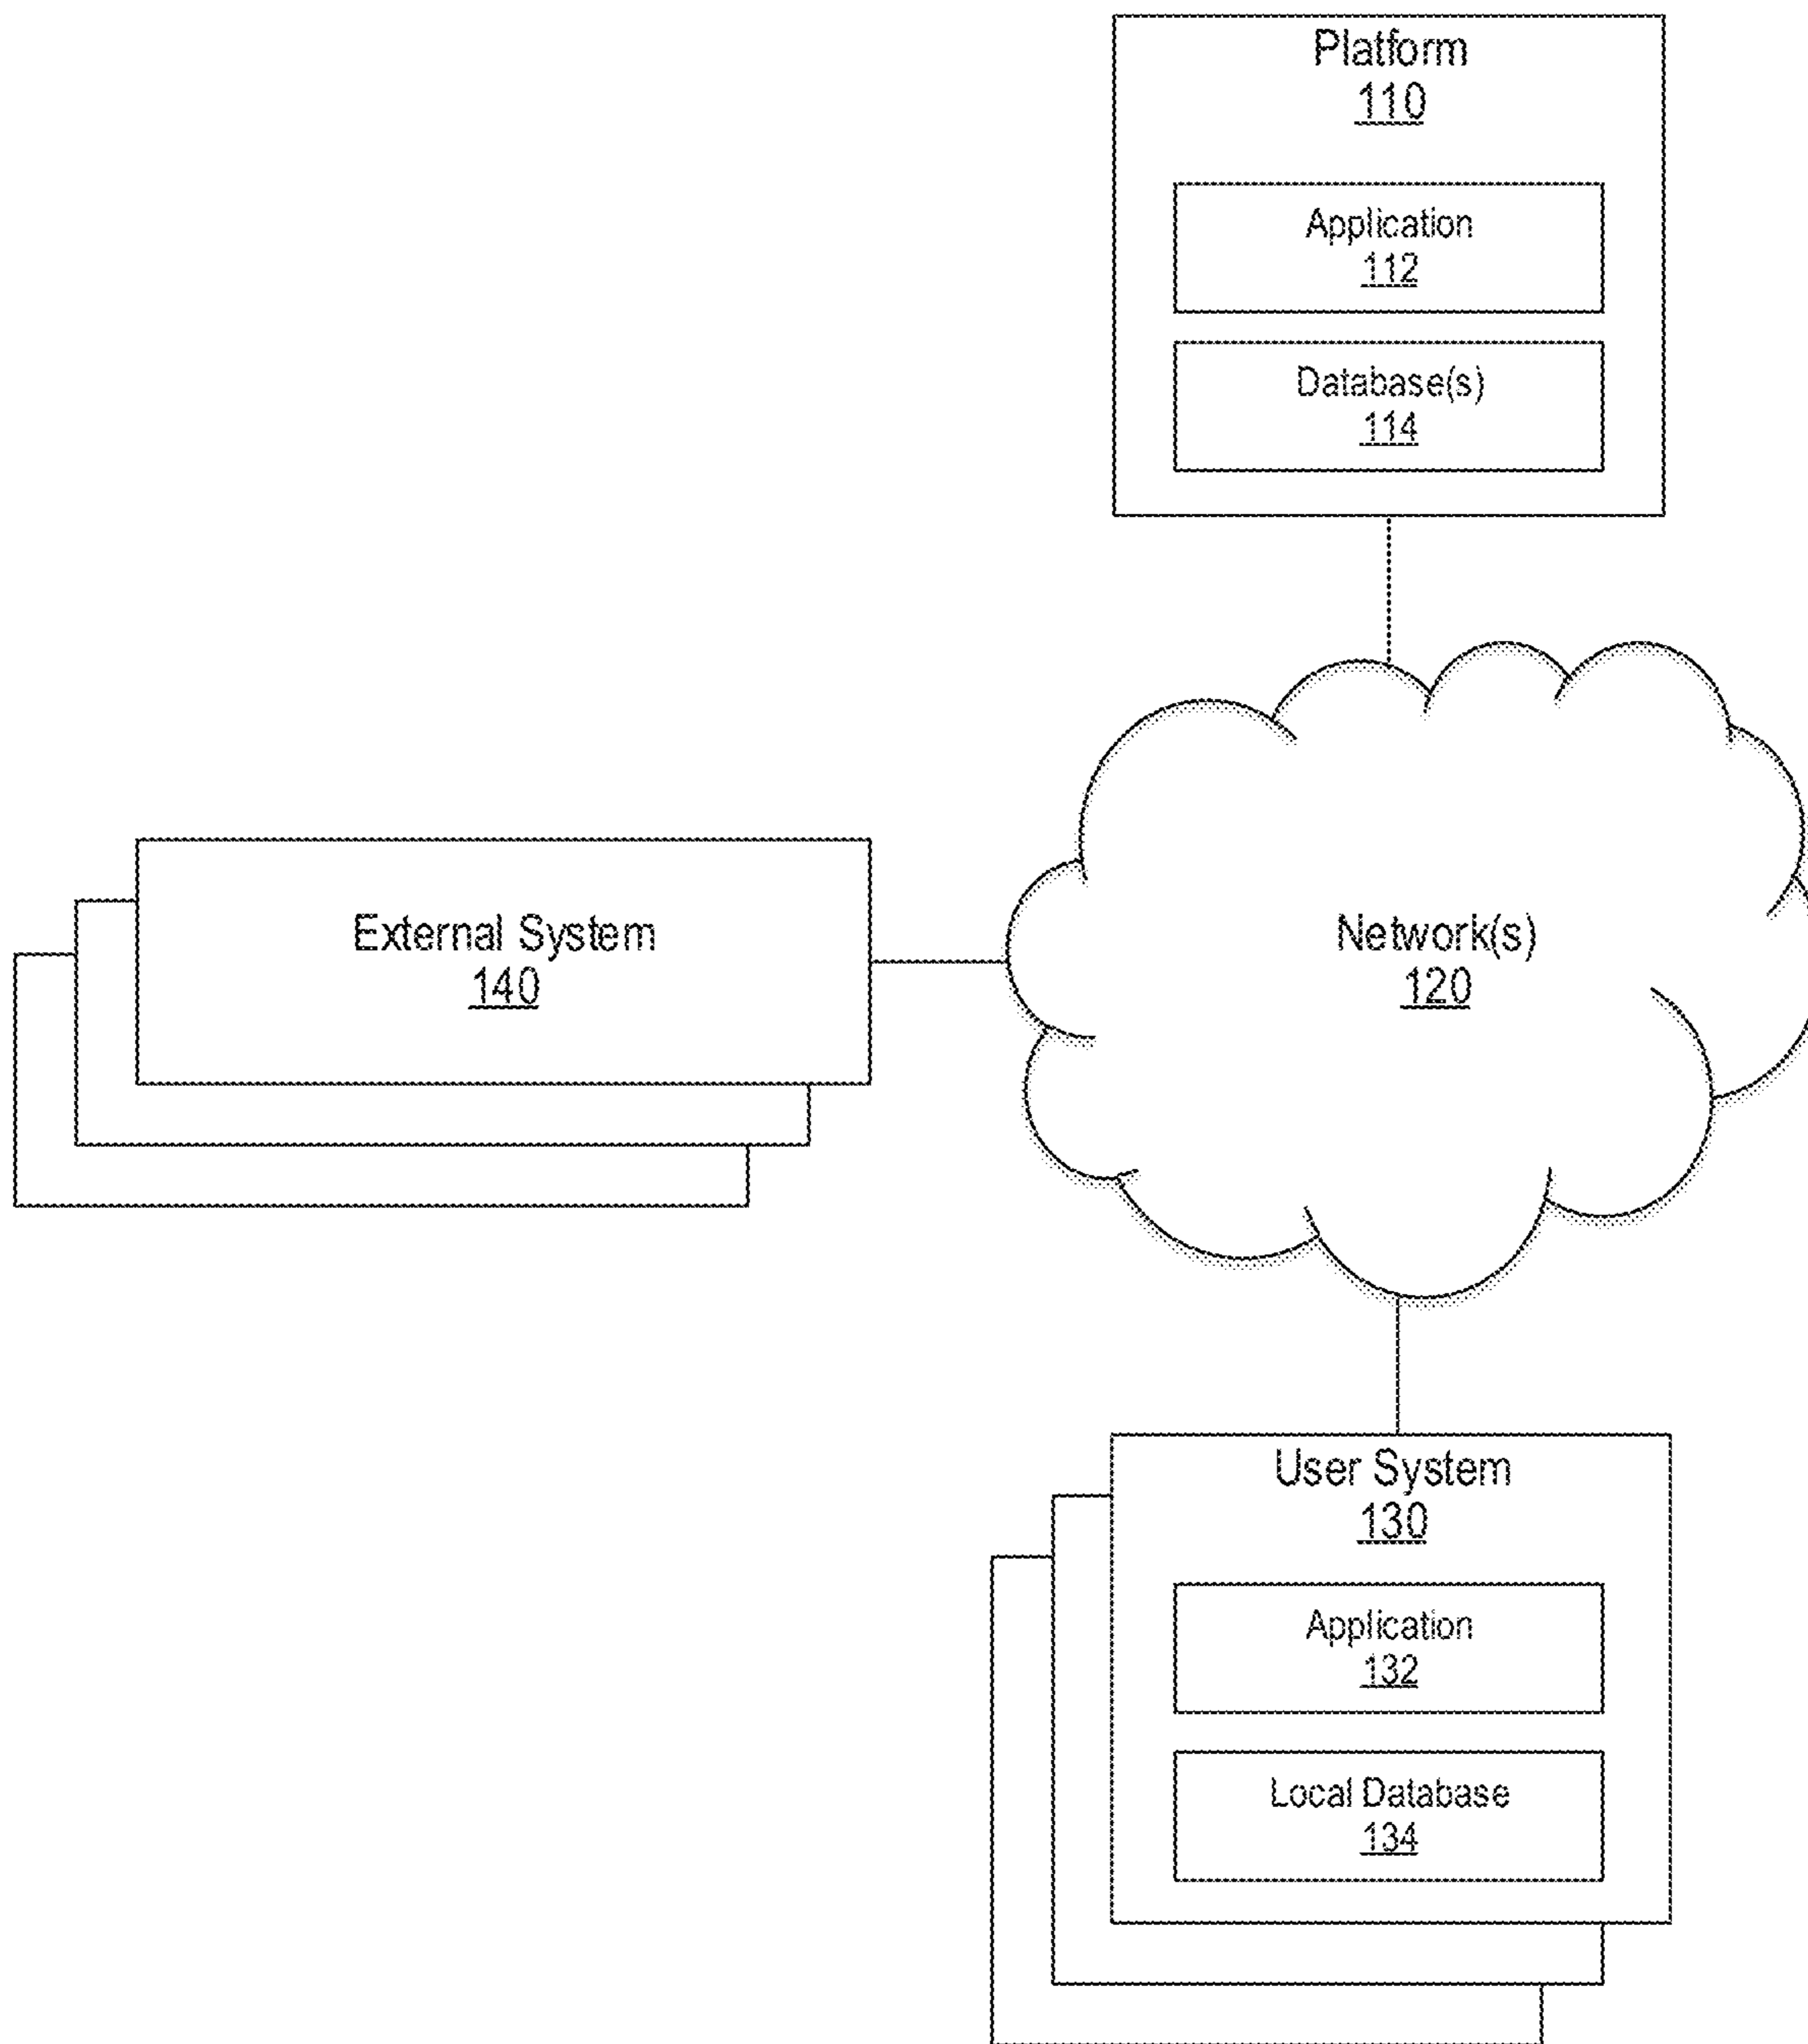 Platform
110
Application
112
Database(s)
114
External System
140
Network(s)
120
User System
130
Application
132
Local Database
134